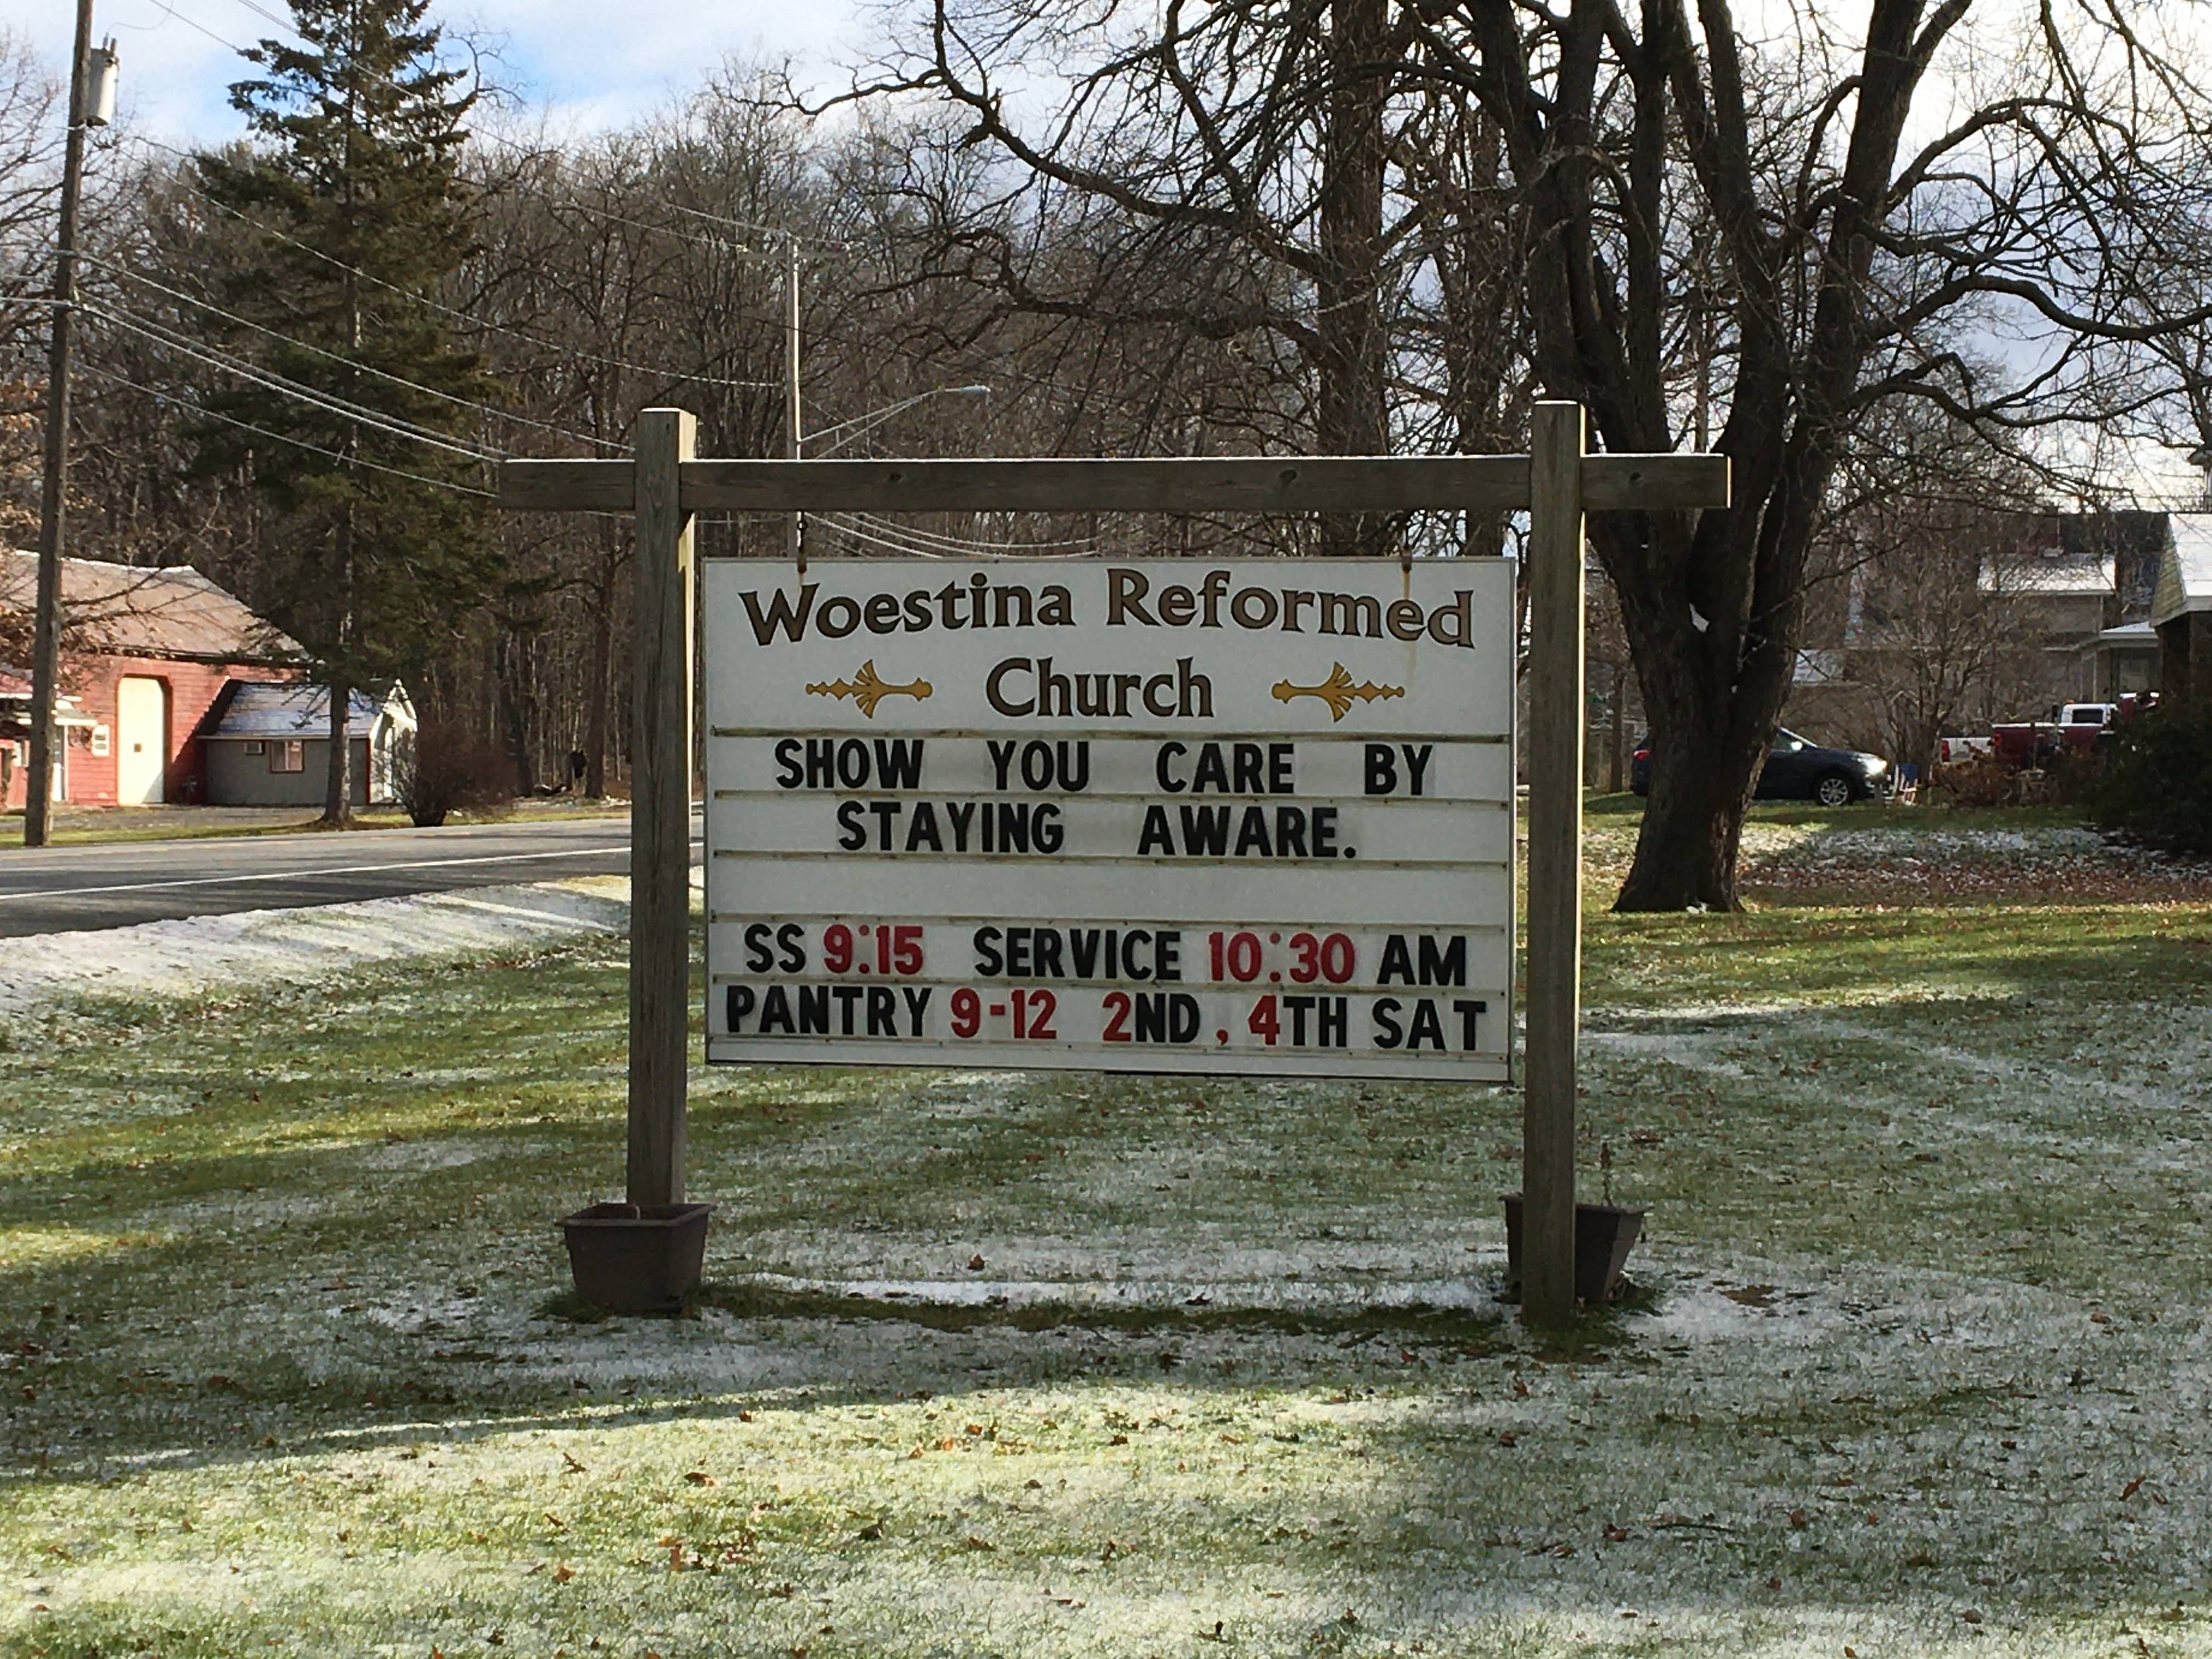 Woestina Reformed
Church
SHOW YOU CARE BY
STAYING AWARE.
SS 9:15 SERVICE 10:30 AM
PANTRY 9-12 2ND, 4TH SAT